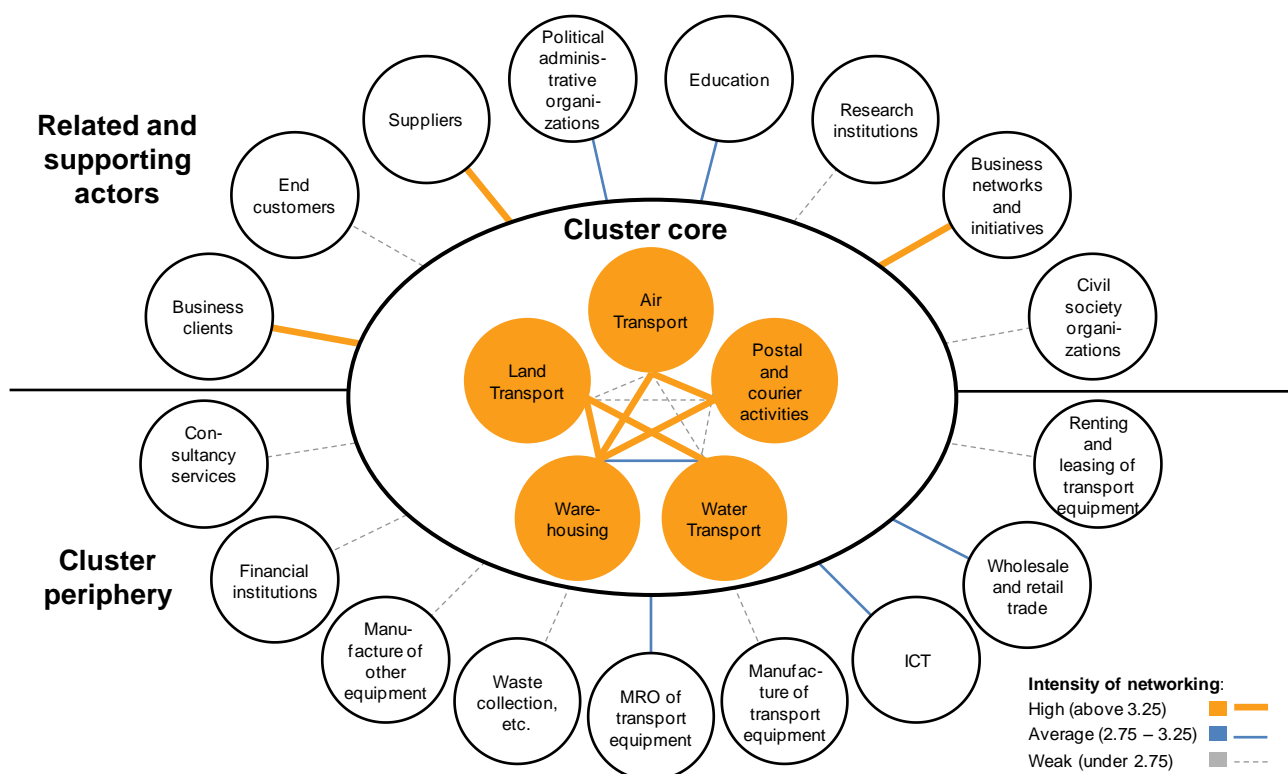 Related and
supporting
actors
Business
clients
End
customers
Suppliers
Political
adminis-
trative
organi-
zations
Education
Research
institutions
Business
networks
and
initiatives
Civil
society
organi-
zations
Cluster core
Air
Transport
Land
Transport
Postal
and
courier
activities
Ware-
housing
Water
Transport
Cluster
periphery
Con-
sultancy
services
Financial
institutions
Manu-
facture of
other
equipment
Waste
collection,
etc.
MRO of
transport
equipment
Manufac-
ture of
transport
equipment
ICT
Wholesale
and retail
trade
Renting
and
leasing of
transport
equipment
Intensity of networking:
High (above 3.25)
Average (2.75 – 3.25)
Weak (under 2.75)